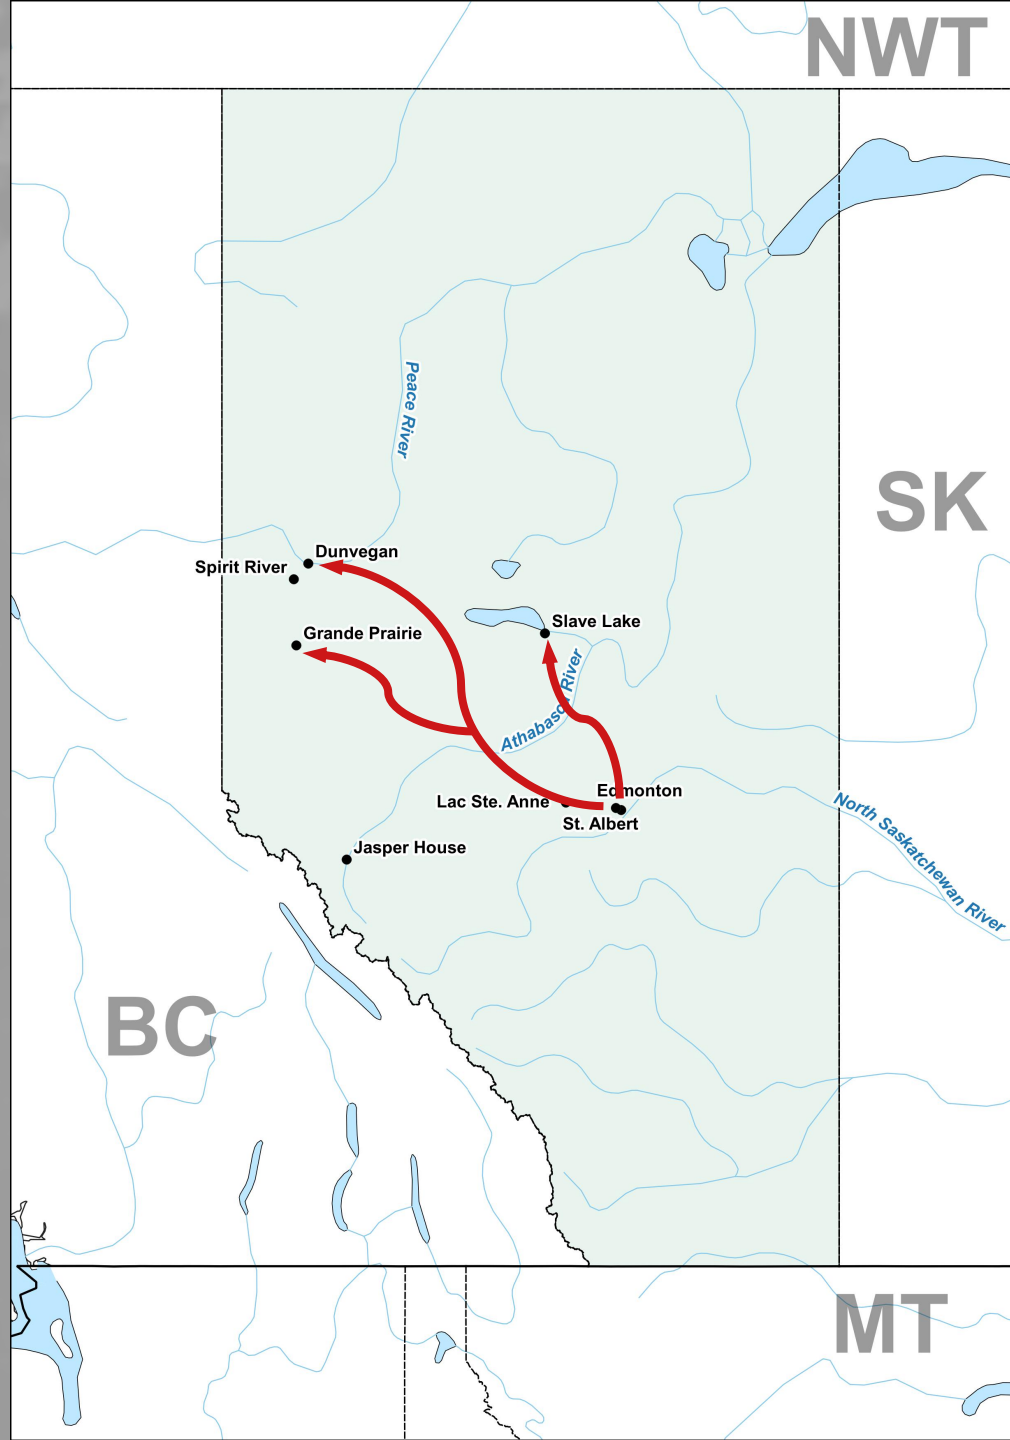 NWT
Peace River
SK
Dunvegan
Spirit River
Slave Lake
Grande Prairie
Athabasca River
Edmonton
Lac Ste. Anne
St. Albert
North Saskatchewan River
Jasper House
BC
MT